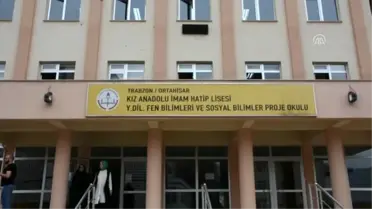 AA
TRABZON / ORTAHİSAR
KIZ ANADOLU İMAM HATİP LİSESİ
Y.DİL, FEN BİLİMLERİ VE SOSYAL BİLİMLER PROJE OKULU